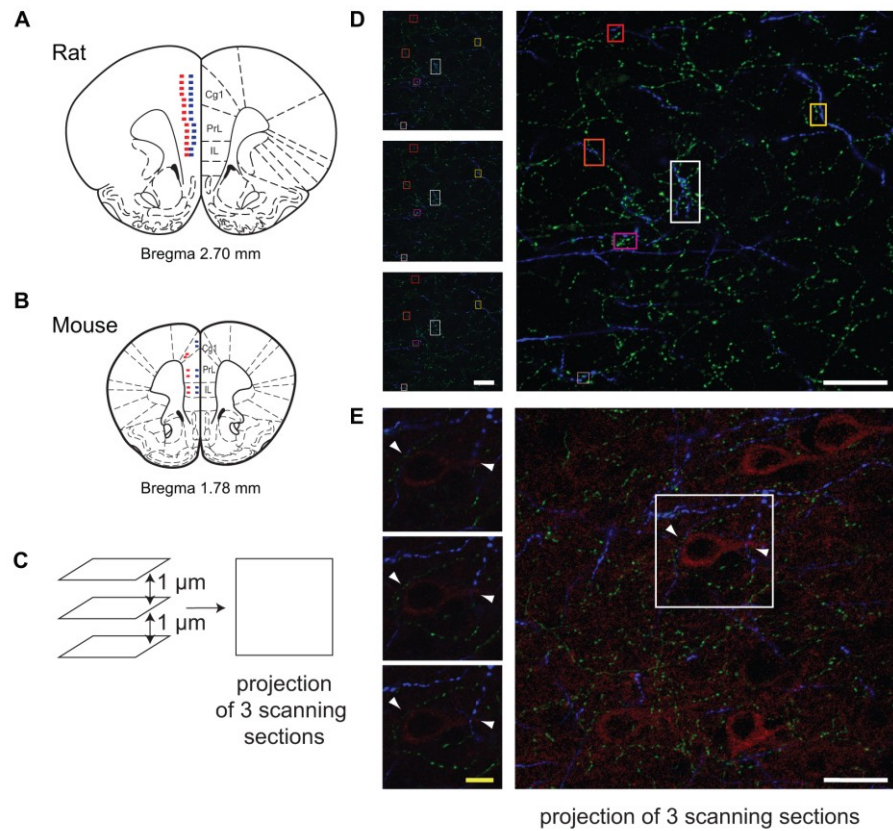 A
Rat
Cg1
PrL
IL
Bregma 2.70 mm
B
Mouse
Cg1
PrL
IL
Bregma 1.78 mm
C
1 µm
1 µm
projection
of 3 scanning
sections
D
E
projection of 3 scanning sections